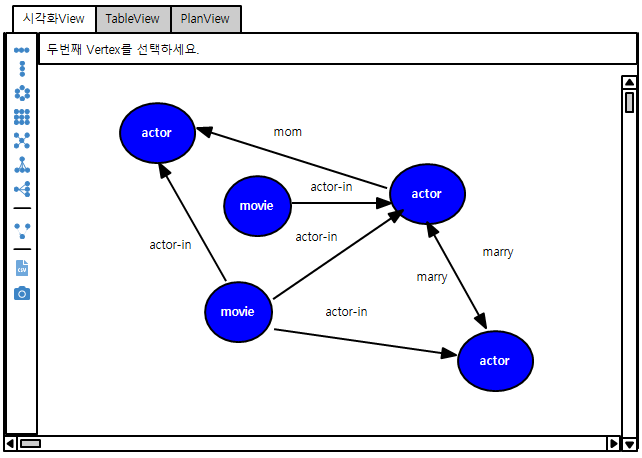 시각화View
TableView
PlanView
두번째 Vertex를 선택하세요.
actor
mom
actor-in
actor
movie
actor-in
actor-in
marry
marry
movie
actor-in
actor
CSV